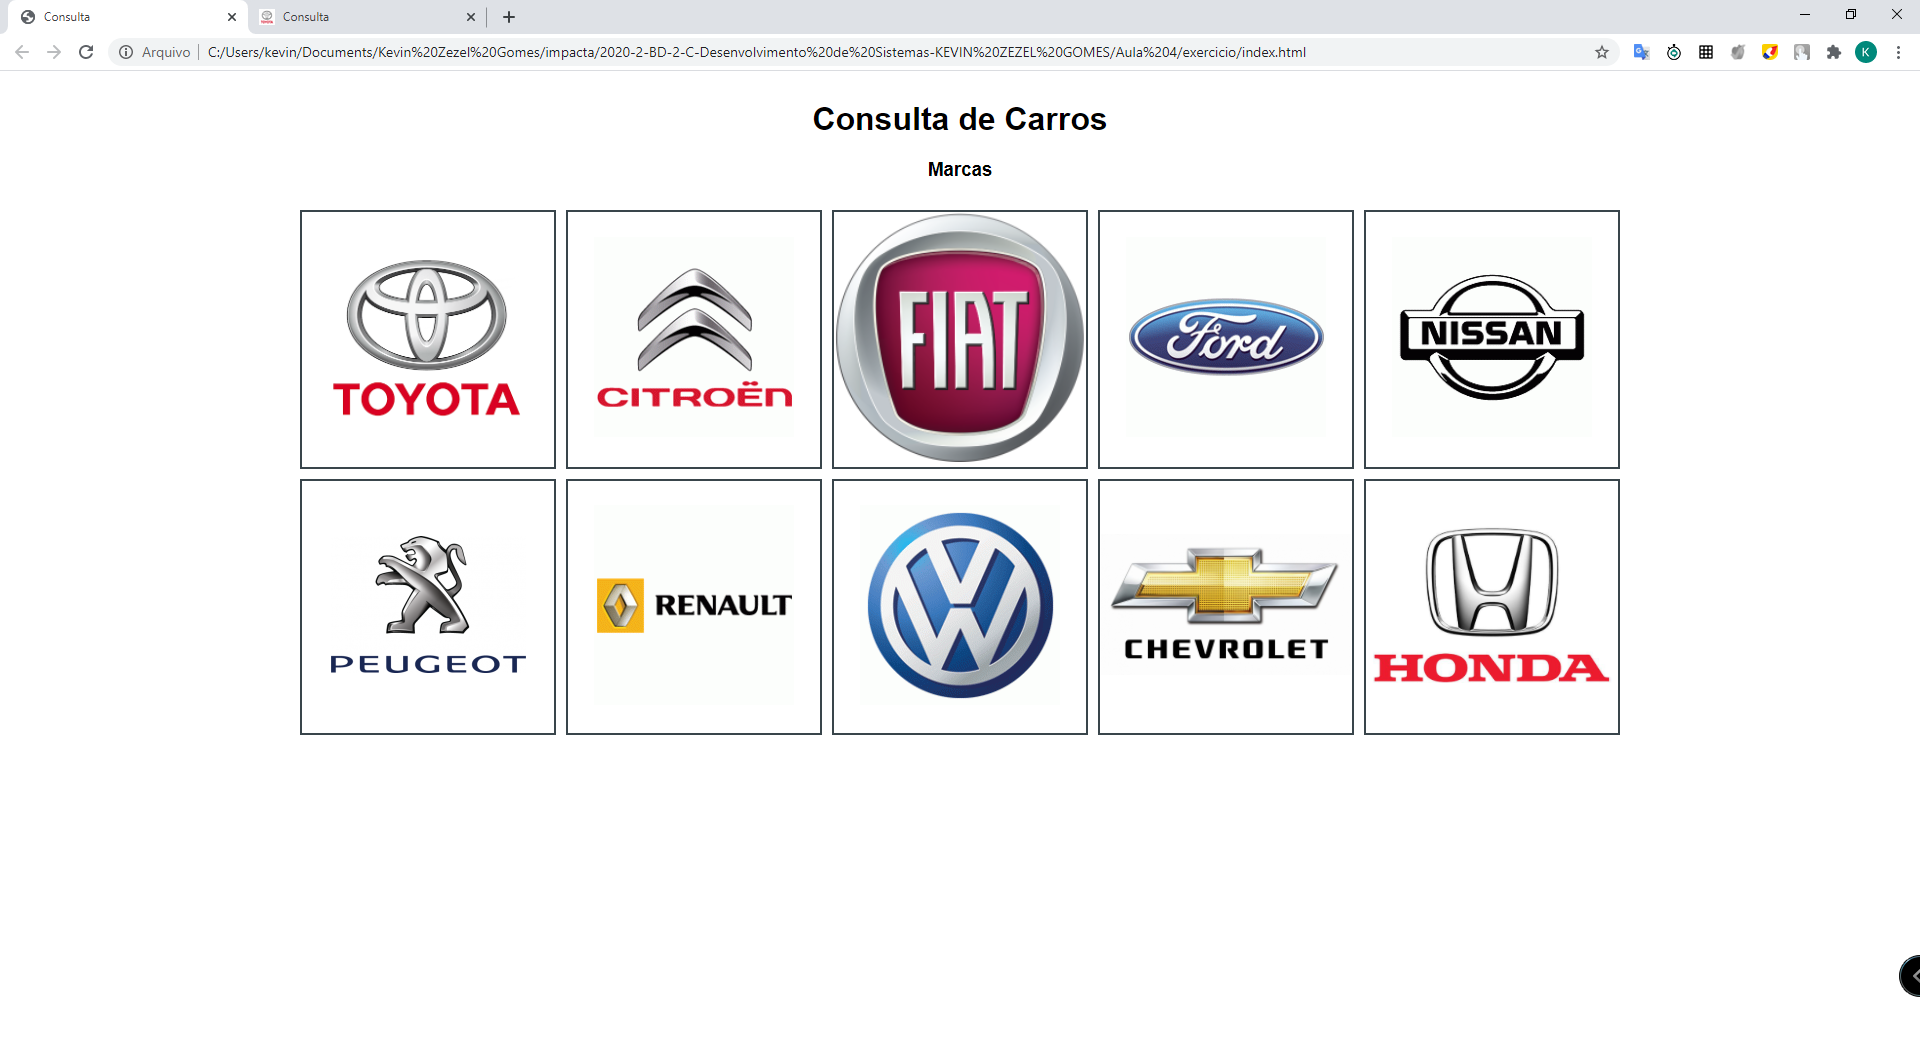 Consulta
Consulta
Arquivo
C:/Users/kevin/Documents/Kevin%20Zezel%20Gomes/impacta/2020-2-BD-2-C-Desenvolvimento%20de%20Sistemas-KEVIN%20ZEZEL%20GOMES/Aula%204/exercicio/index.html
K
Consulta de Carros
Marcas
TOYOTA
CITROËN
FIAT
Ford
NISSAN
PEUGEOT
RENAULT
CHEVROLET
HONDA